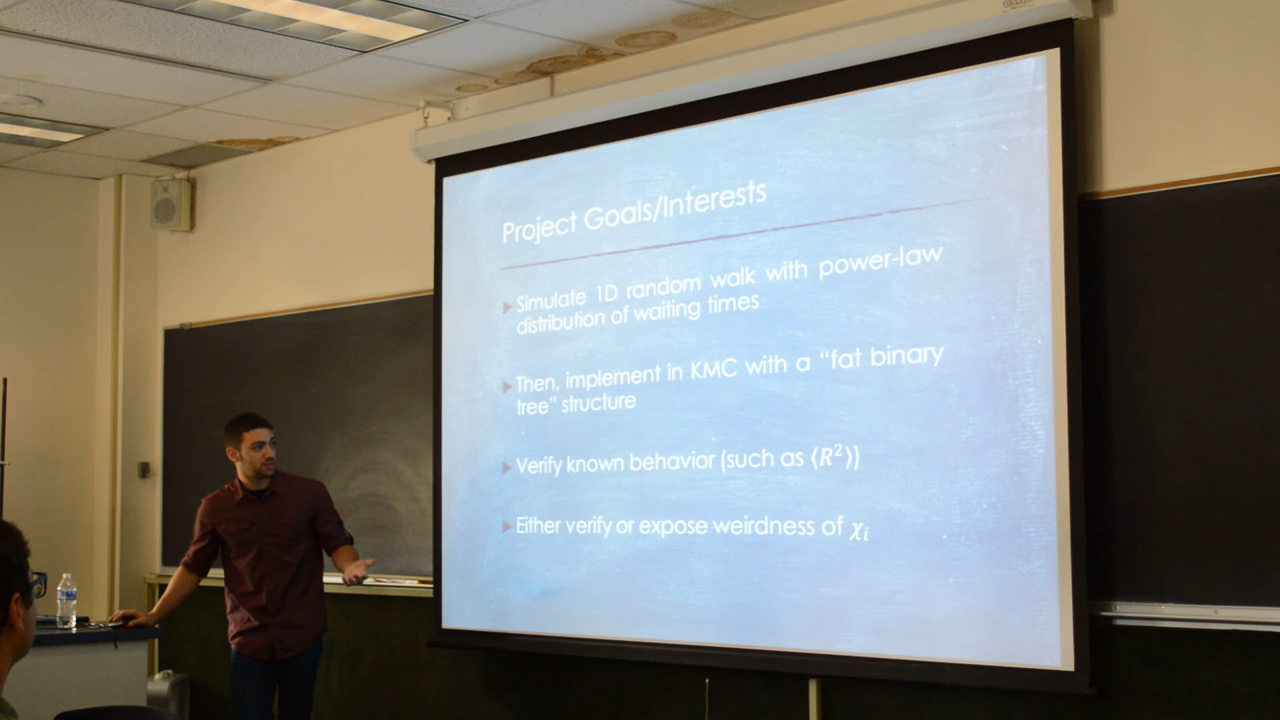 Project Goals/Interests
Simulate 1D random walk with power-law
distribution of waiting times
Then, implement in KMC with a “fat binary
tree” structure
Verify known behavior (such as ⟨R²⟩)
Either verify or expose weirdness of χᵢ